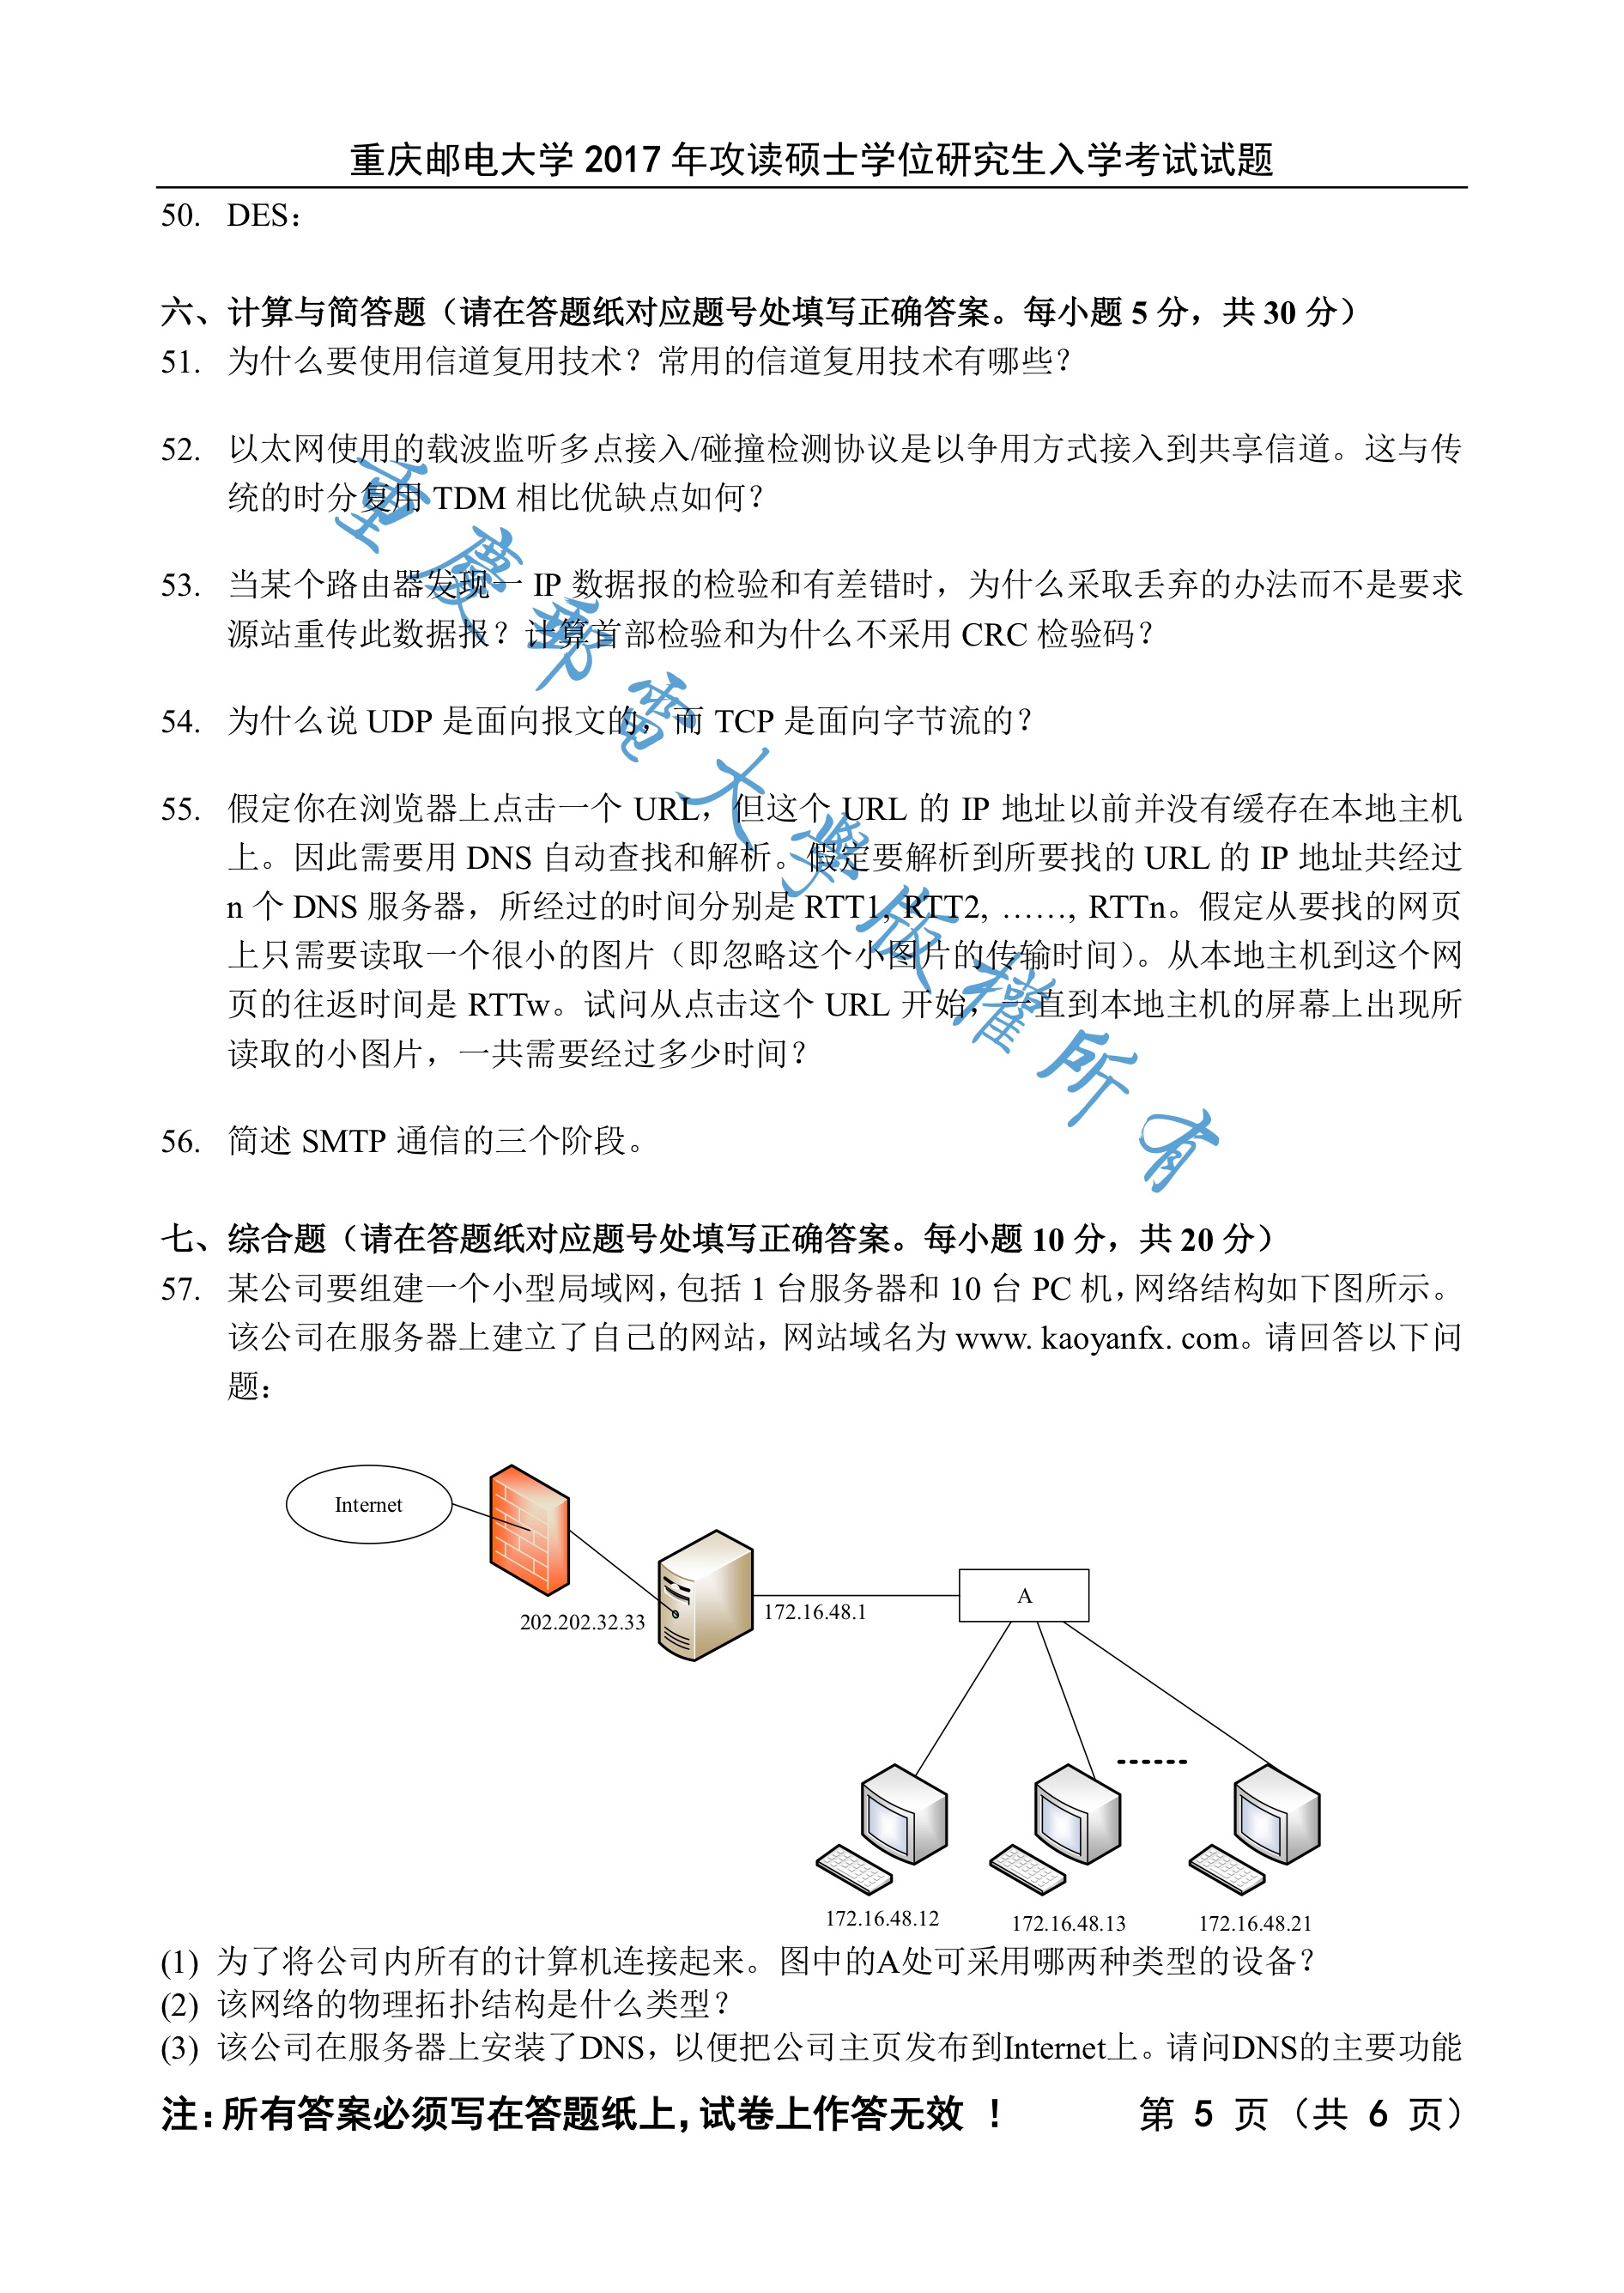 重庆邮电大学 2017 年攻读硕士学位研究生入学考试试题
50. DES：
六、计算与简答题（请在答题纸对应题号处填写正确答案。每小题 5 分，共 30 分）
51. 为什么要使用信道复用技术？常用的信道复用技术有哪些？
52. 以太网使用的载波监听多点接入/碰撞检测协议是以争用方式接入到共享信道。这与传
统的时分复用 TDM 相比优缺点如何？
53. 当某个路由器发现一 IP 数据报的检验和有差错时，为什么采取丢弃的办法而不是要求
源站重传此数据报？计算首部检验和为什么不采用 CRC 检验码？
54. 为什么说 UDP 是面向报文的，而 TCP 是面向字节流的？
55. 假定你在浏览器上点击一个 URL，但这个 URL 的 IP 地址以前并没有缓存在本地主机
上。因此需要用 DNS 自动查找和解析。假定要解析到所要找的 URL 的 IP 地址共经过
n 个 DNS 服务器，所经过的时间分别是 RTT1, RTT2, ……, RTTn。假定从要找的网页
上只需要读取一个很小的图片（即忽略这个小图片的传输时间）。从本地主机到这个网
页的往返时间是 RTTw。试问从点击这个 URL 开始，一直到本地主机的屏幕上出现所
读取的小图片，一共需要经过多少时间？
56. 简述 SMTP 通信的三个阶段。
七、综合题（请在答题纸对应题号处填写正确答案。每小题 10 分，共 20 分）
57. 某公司要组建一个小型局域网，包括 1 台服务器和 10 台 PC 机，网络结构如下图所示。
该公司在服务器上建立了自己的网站，网站域名为 www. kaoyanfx. com。请回答以下问
题：
Internet
A
202.202.32.33
172.16.48.1
172.16.48.12
172.16.48.13
172.16.48.21
(1) 为了将公司内所有的计算机连接起来。图中的A处可采用哪两种类型的设备？
(2) 该网络的物理拓扑结构是什么类型？
(3) 该公司在服务器上安装了DNS，以便把公司主页发布到Internet上。请问DNS的主要功能
注：所有答案必须写在答题纸上，试卷上作答无效 ！ 第 5 页（共 6 页）
重慶郵電大學版權所有